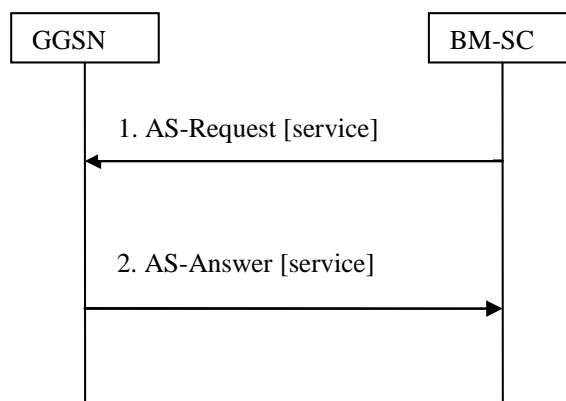 GGSN
BM-SC
1. AS-Request [service]
2. AS-Answer [service]